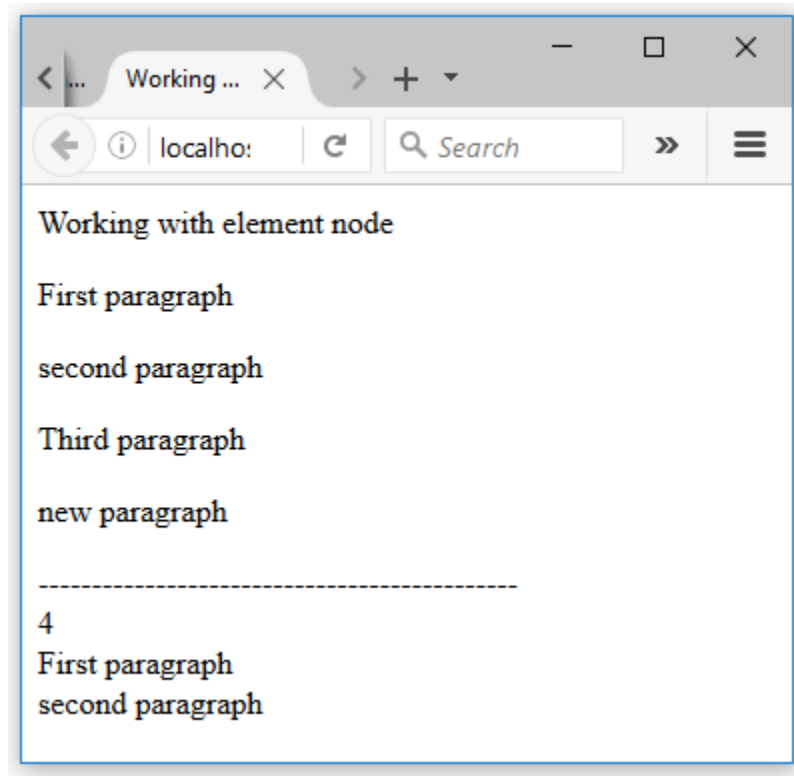 ...
Working ...
localho:
Search
Working with element node
First paragraph
second paragraph
Third paragraph
new paragraph
---------------------------------------------
4
First paragraph
second paragraph